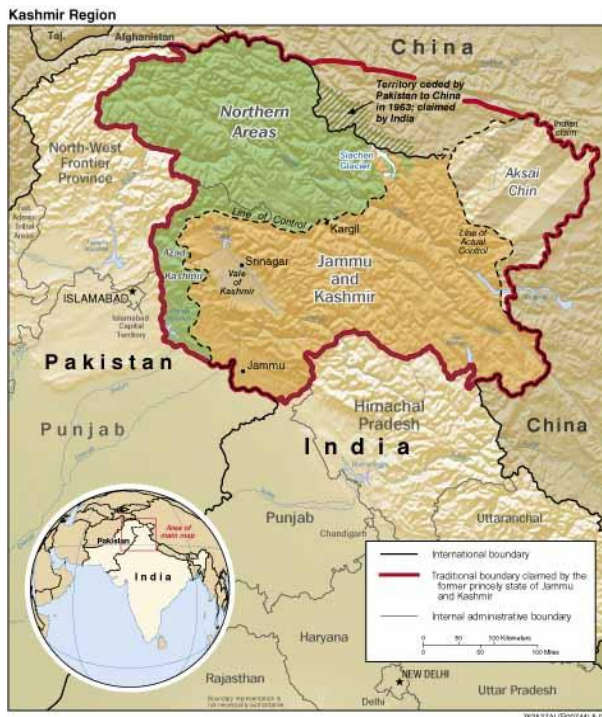 Kashmir Region
Taj.
Afghanistan
China
Territory ceded by
Pakistan to China
in 1963; claimed
by India
Northern
Areas
Indian
claim
North-West
Frontier
Province
Siachen
Glacier
Aksai
Chin
Line of Control
Kargil
Line of
Actual
Control
Azad
Kashmir
Srinagar
Vale
of
Kashmir
Jammu
and
Kashmir
ISLAMABAD
Islamabad
Capital
Territory
Pakistan
Jammu
Himachal
Pradesh
China
India
Punjab
Punjab
Chandigarh
Uttaranchal
Area of
main map
Pakistan
India
International boundary
Traditional boundary claimed by the
former princely state of Jammu
and Kashmir
Internal administrative boundary
0 50 100 Kilometers
0 50 100 Miles
Haryana
Rajasthan
NEW DELHI
Delhi
Uttar Pradesh
Boundary representation is
not necessarily authoritative